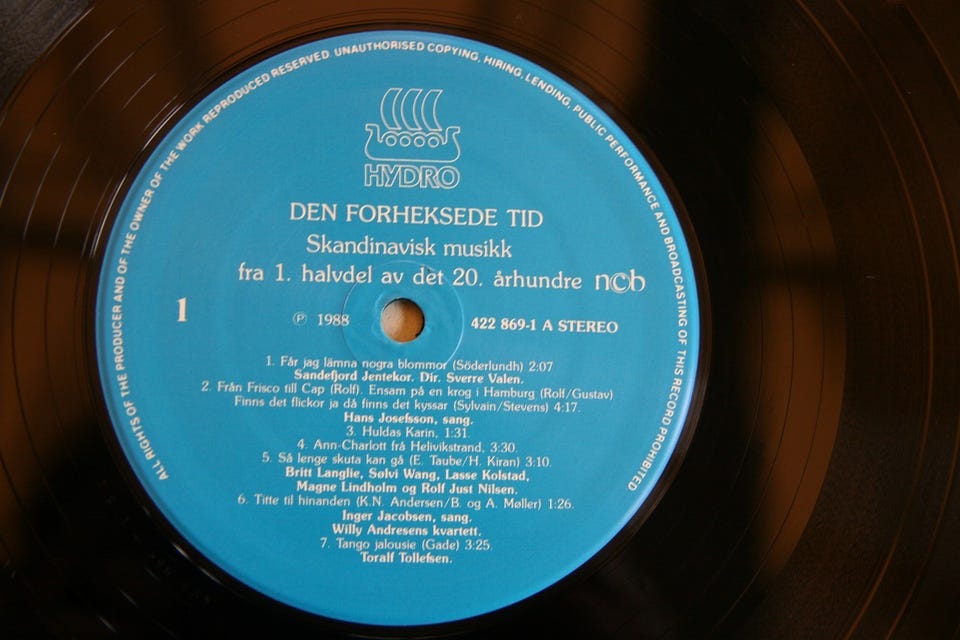 ALL RIGHTS OF THE PRODUCER AND OF THE OWNER OF THE WORK REPRODUCED RESERVED. UNAUTHORISED COPYING, HIRING, LENDING, PUBLIC PERFORMANCE AND BROADCASTING OF THIS RECORD PROHIBITED
HYDRO
DEN FORHEKSEDE TID
Skandinavisk musikk
fra 1. halvdel av det 20. århundre ncb
1
℗ 1988 422 869-1 A STEREO
1. Får jag lämna nogra blommor (Söderlundh) 2:07
Sandefjord Jentekor. Dir. Sverre Valen.
2. Från Frisco till Cap (Rolf). Ensam på en krog i Hamburg (Rolf/Gustav)
Finns det flickor ja då finns det kyssar (Sylvain/Stevens) 4:17.
Hans Josefsson, sang.
3. Huldas Karin, 1:31.
4. Ann-Charlott frå Helivikstrand, 3:30.
5. Så lenge skuta kan gå (E. Taube/H. Kiran) 3:10.
Britt Langlie, Sølvi Wang, Lasse Kolstad,
Magne Lindholm og Rolf Just Nilsen.
6. Titte til hinanden (K.N. Andersen/B. og A. Møller) 1:26.
Inger Jacobsen, sang.
Willy Andresens kvartett.
7. Tango jalousie (Gade) 3:25.
Toralf Tollefsen.